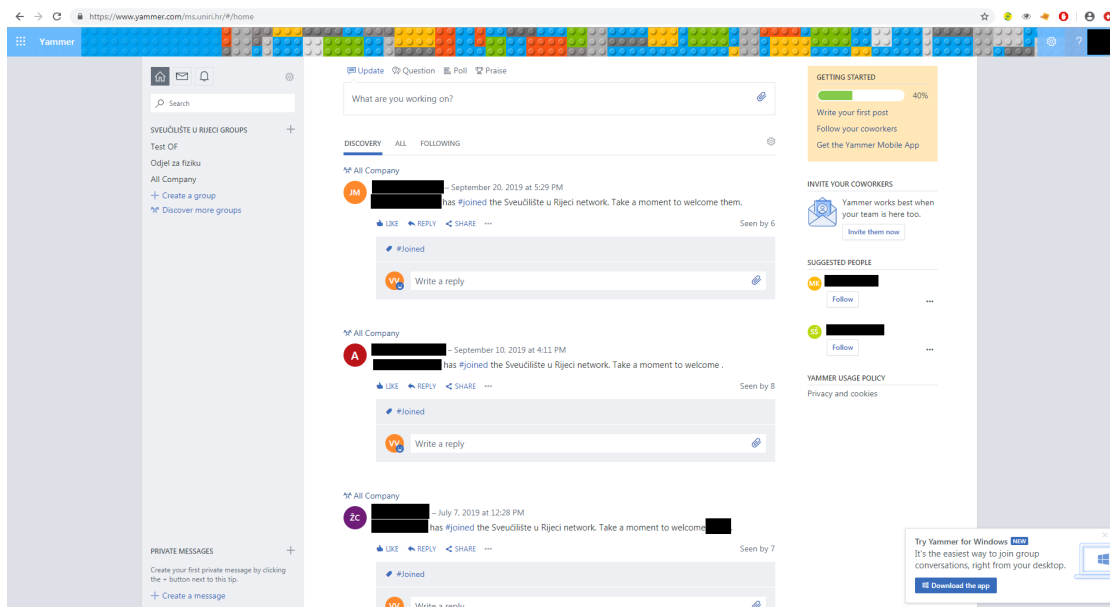 https://www.yammer.com/ms.uniri.hr/#/home
Yammer
?
Search
SVEUČILIŠTE U RIJECI GROUPS
Test OF
Odjel za fiziku
All Company
+ Create a group
Discover more groups
PRIVATE MESSAGES
Create your first private message by clicking
the + button next to this tip.
+ Create a message
Update Question Poll Praise
What are you working on?
DISCOVERY ALL FOLLOWING
All Company
JM
– September 20, 2019 at 5:29 PM
has #joined the Sveučilište u Rijeci network. Take a moment to welcome them.
LIKE REPLY SHARE ••• Seen by 6
#Joined
VV Write a reply
All Company
A
– September 10, 2019 at 4:11 PM
has #joined the Sveučilište u Rijeci network. Take a moment to welcome .
LIKE REPLY SHARE ••• Seen by 8
#Joined
VV Write a reply
All Company
ŽC
– July 7, 2019 at 12:28 PM
has #joined the Sveučilište u Rijeci network. Take a moment to welcome .
LIKE REPLY SHARE ••• Seen by 7
#Joined
VV Write a reply
GETTING STARTED
40%
Write your first post
Follow your coworkers
Get the Yammer Mobile App
INVITE YOUR COWORKERS
Yammer works best when
your team is here too.
Invite them now
SUGGESTED PEOPLE
MK
Follow •••
SŠ
Follow •••
YAMMER USAGE POLICY
Privacy and cookies
Try Yammer for Windows NEW
It's the easiest way to join group
conversations, right from your desktop.
Download the app